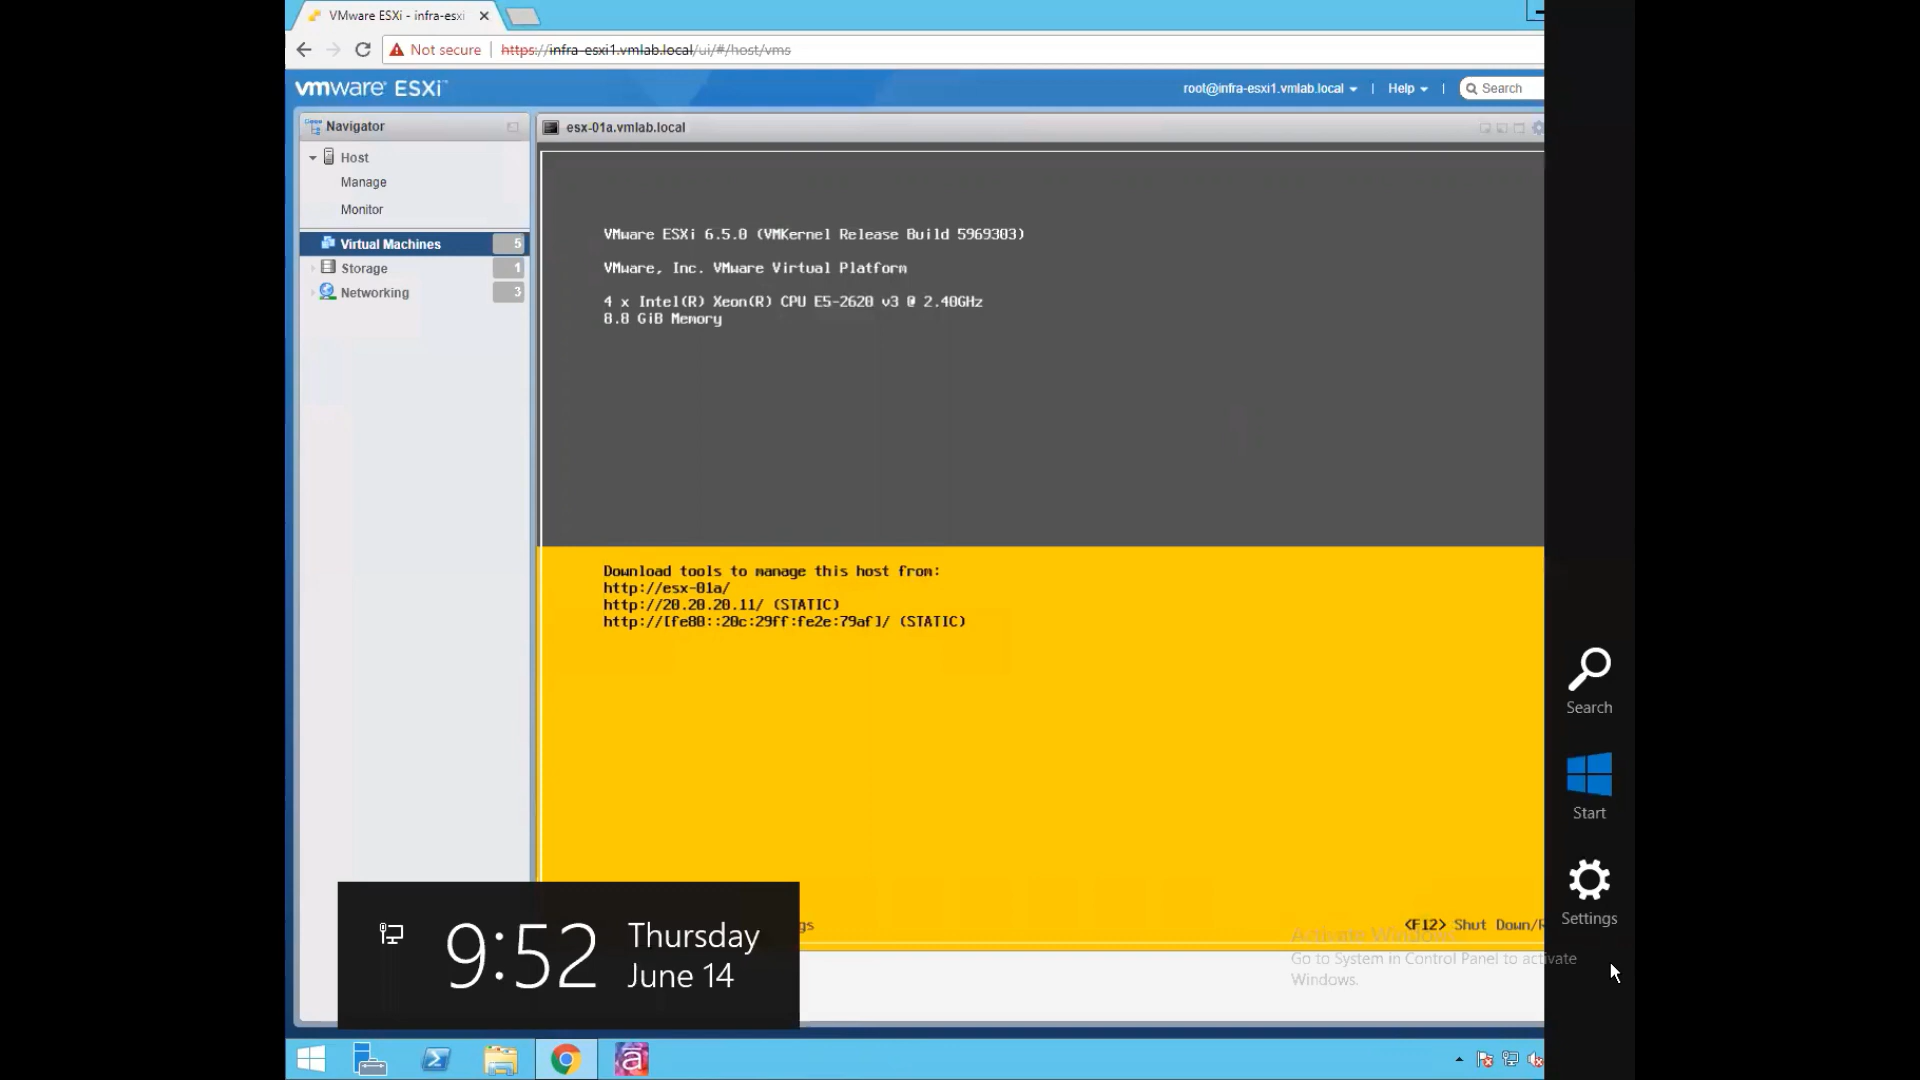 VMware ESXi - infra-esxi
Not secure | https://infra-esxi1.vmlab.local/ui/#/host/vms
vmware ESXi™
root@infra-esxi1.vmlab.local | Help | Search
Navigator
esx-01a.vmlab.local
Host
Manage
Monitor
Virtual Machines 5
Storage 1
Networking 3
VMware ESXi 6.5.0 (VMKernel Release Build 5969303)
VMware, Inc. VMware Virtual Platform
4 x Intel(R) Xeon(R) CPU E5-2620 v3 @ 2.40GHz
8.8 GiB Memory
Download tools to manage this host from:
http://esx-01a/
http://20.20.20.11/ (STATIC)
http://[fe80::20c:29ff:fe2e:79af]/ (STATIC)
gs
<F12> Shut Down/R
Activate Windows
Go to System in Control Panel to activate
Windows.
Search
Start
Settings
9:52
Thursday
June 14